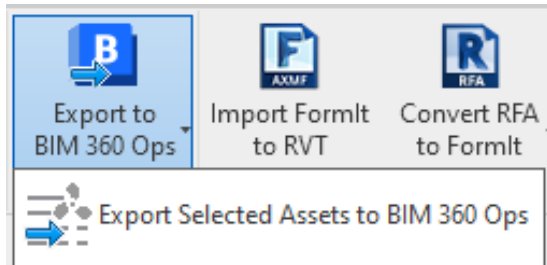 B
F
AXMF
R
RFA
Export to
BIM 360 Ops
Import FormIt
to RVT
Convert RFA
to FormIt
Export Selected Assets to BIM 360 Ops